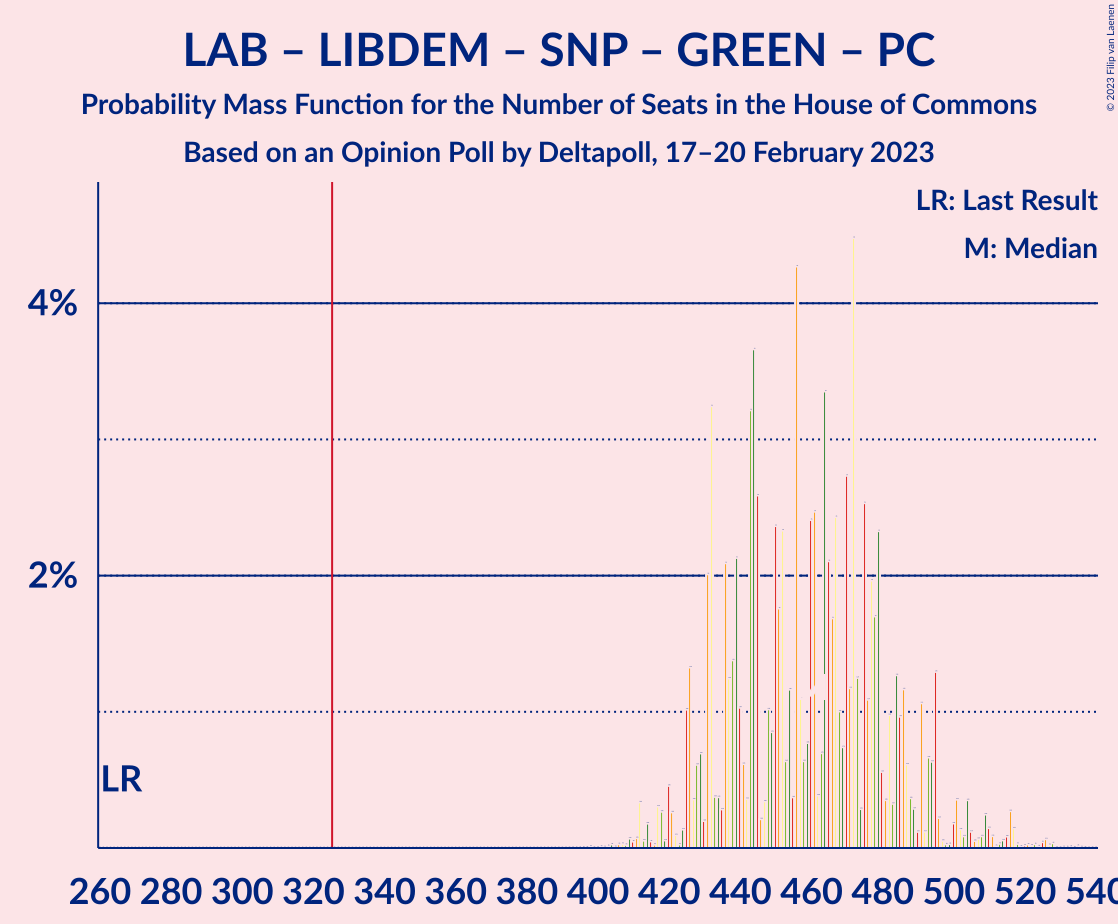 LAB – LIBDEM – SNP – GREEN – PC
Probability Mass Function for the Number of Seats in the House of Commons
Based on an Opinion Poll by Deltapoll, 17–20 February 2023
© 2023 Filip van Laenen
LR: Last Result
M: Median
4%
2%
LR
260 280 300 320 340 360 380 400 420 440 460 480 500 520 540